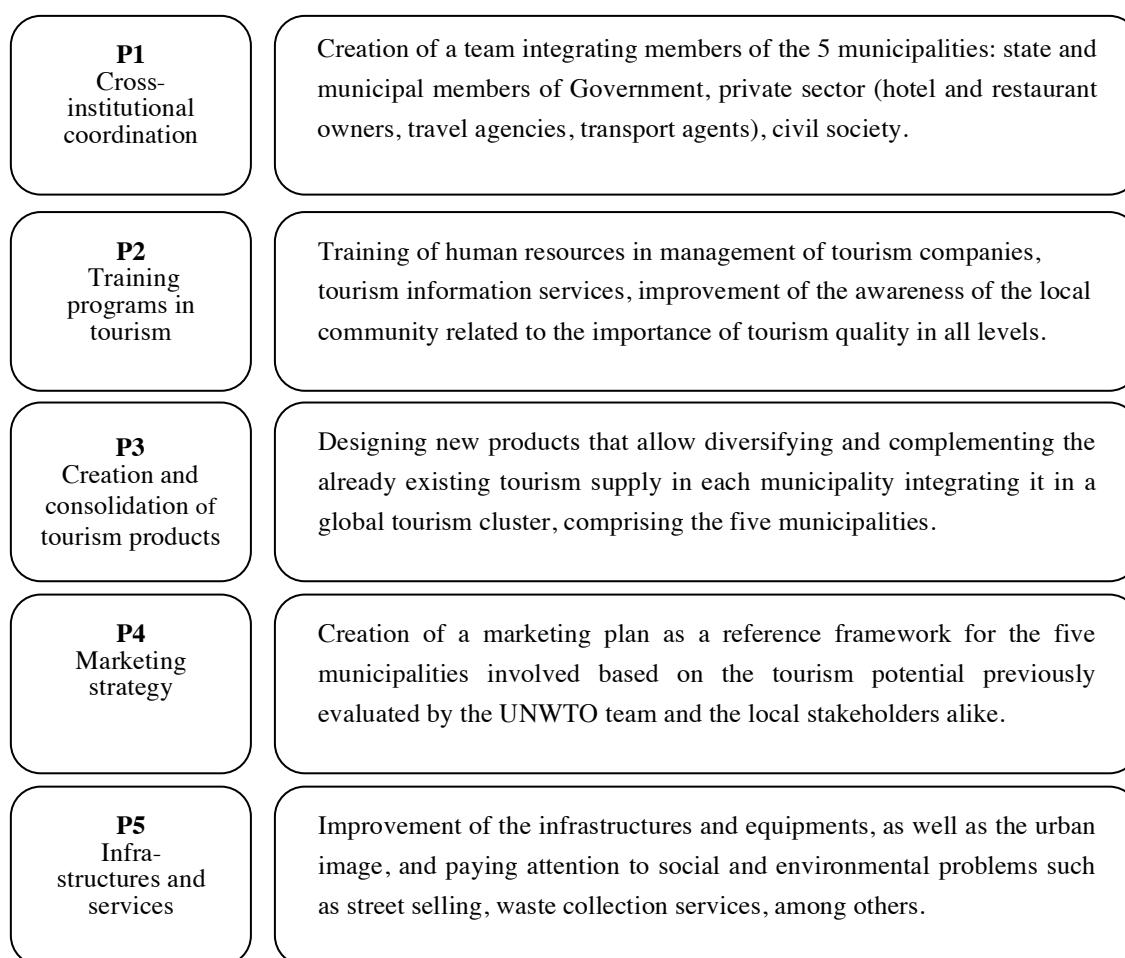 P1
Cross-
institutional
coordination
Creation of a team integrating members of the 5 municipalities: state and
municipal members of Government, private sector (hotel and restaurant
owners, travel agencies, transport agents), civil society.
P2
Training
programs in
tourism
Training of human resources in management of tourism companies,
tourism information services, improvement of the awareness of the local
community related to the importance of tourism quality in all levels.
P3
Creation and
consolidation of
tourism products
Designing new products that allow diversifying and complementing the
already existing tourism supply in each municipality integrating it in a
global tourism cluster, comprising the five municipalities.
P4
Marketing
strategy
Creation of a marketing plan as a reference framework for the five
municipalities involved based on the tourism potential previously
evaluated by the UNWTO team and the local stakeholders alike.
P5
Infra-
structures and
services
Improvement of the infrastructures and equipments, as well as the urban
image, and paying attention to social and environmental problems such
as street selling, waste collection services, among others.